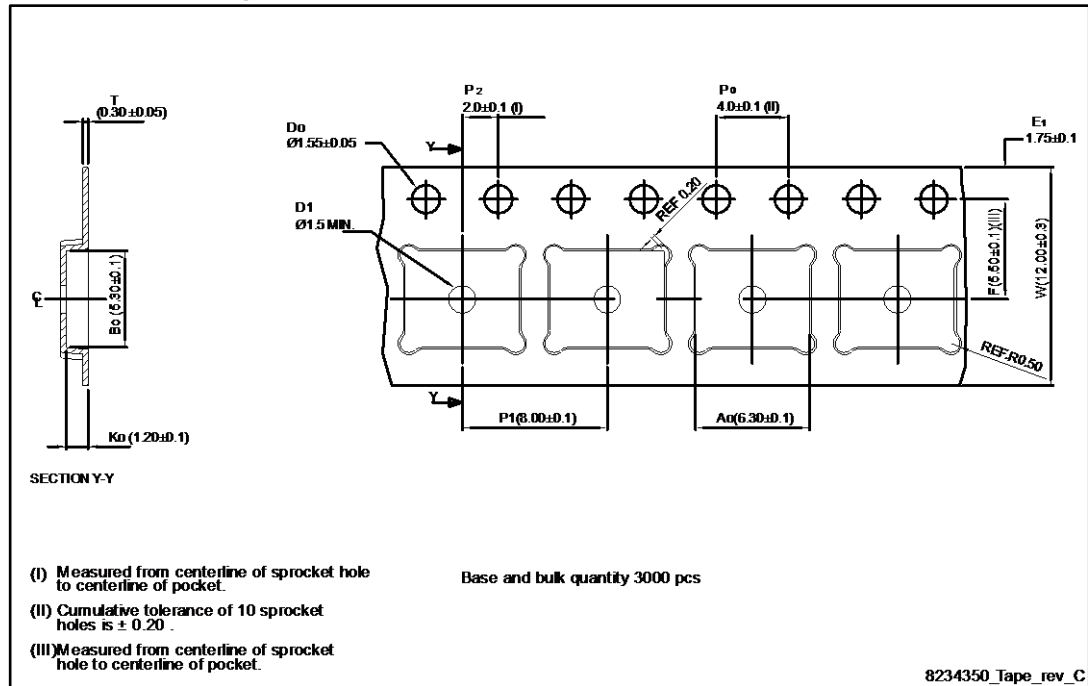 T
(0.30±0.05)
P2
2.0±0.1 (I)
P0
4.0±0.1 (II)
E1
1.75±0.1
D0
Ø1.55±0.05
Y
D1
Ø1.5 MIN.
REF 0.20
F(5.50±0.1)(III)
W(12.00±0.3)
Bo (5.30±0.1)
CL
REF.R0.50
Y
P1(8.00±0.1)
Ao(6.30±0.1)
Ko (1.20±0.1)
SECTION Y-Y
(I) Measured from centerline of sprocket hole
to centerline of pocket.
Base and bulk quantity 3000 pcs
(II) Cumulative tolerance of 10 sprocket
holes is ± 0.20 .
(III)Measured from centerline of sprocket
hole to centerline of pocket.
8234350_Tape_rev_C